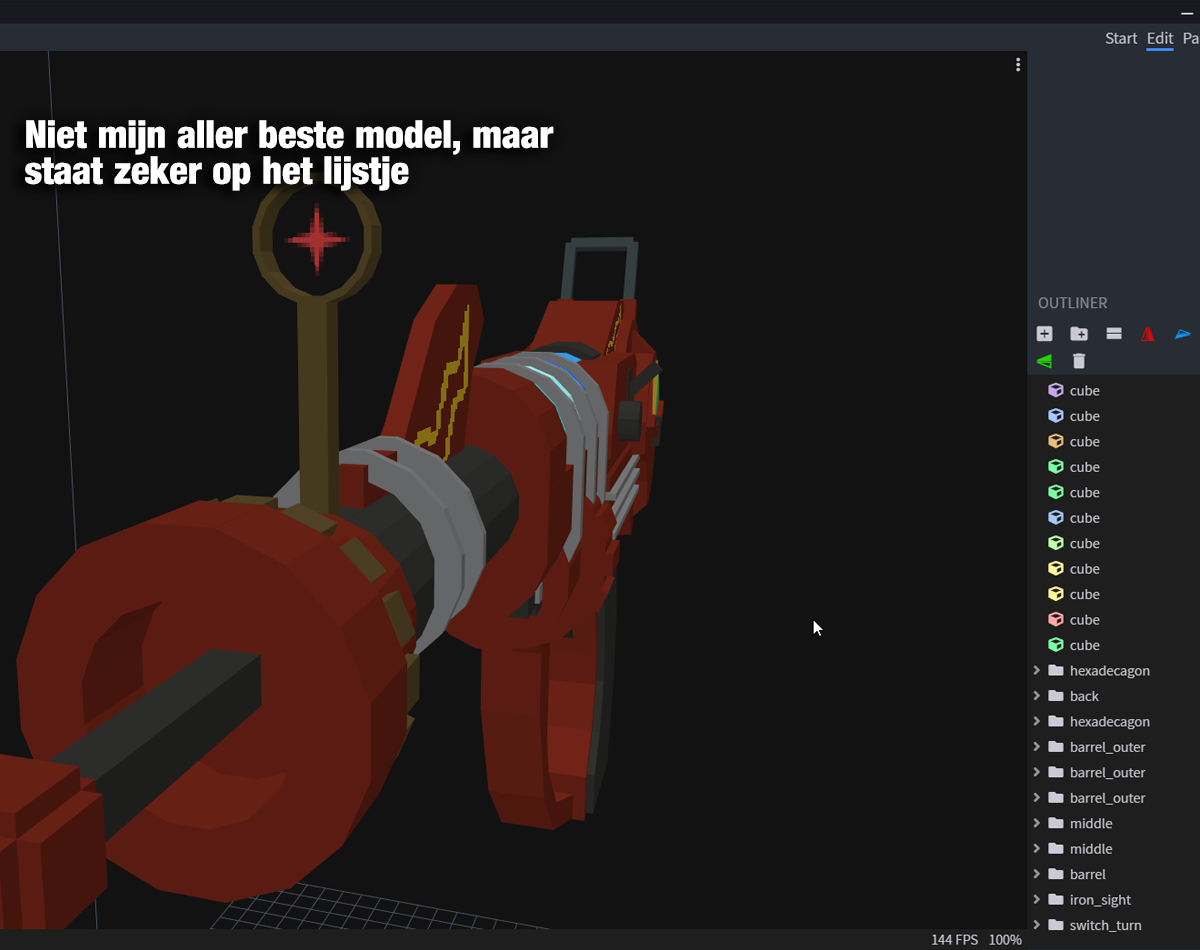 Start Edit Pa
Niet mijn aller beste model, maar
staat zeker op het lijstje
OUTLINER
cube
cube
cube
cube
cube
cube
cube
cube
cube
cube
cube
hexadecagon
back
hexadecagon
barrel_outer
barrel_outer
barrel_outer
middle
middle
barrel
iron_sight
switch_turn
144 FPS 100%